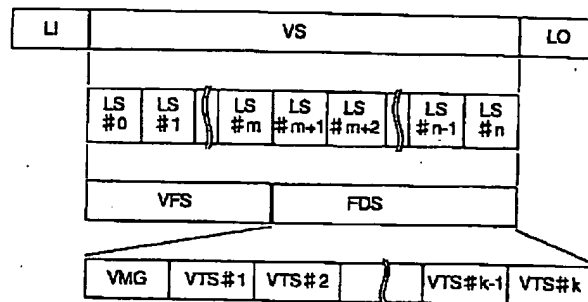 LI VS LO
LS #0 LS #1 LS #m LS #m+1 LS #m+2 LS #n-1 LS #n
VFS FDS
VMG VTS#1 VTS#2 VTS#k-1 VTS#k